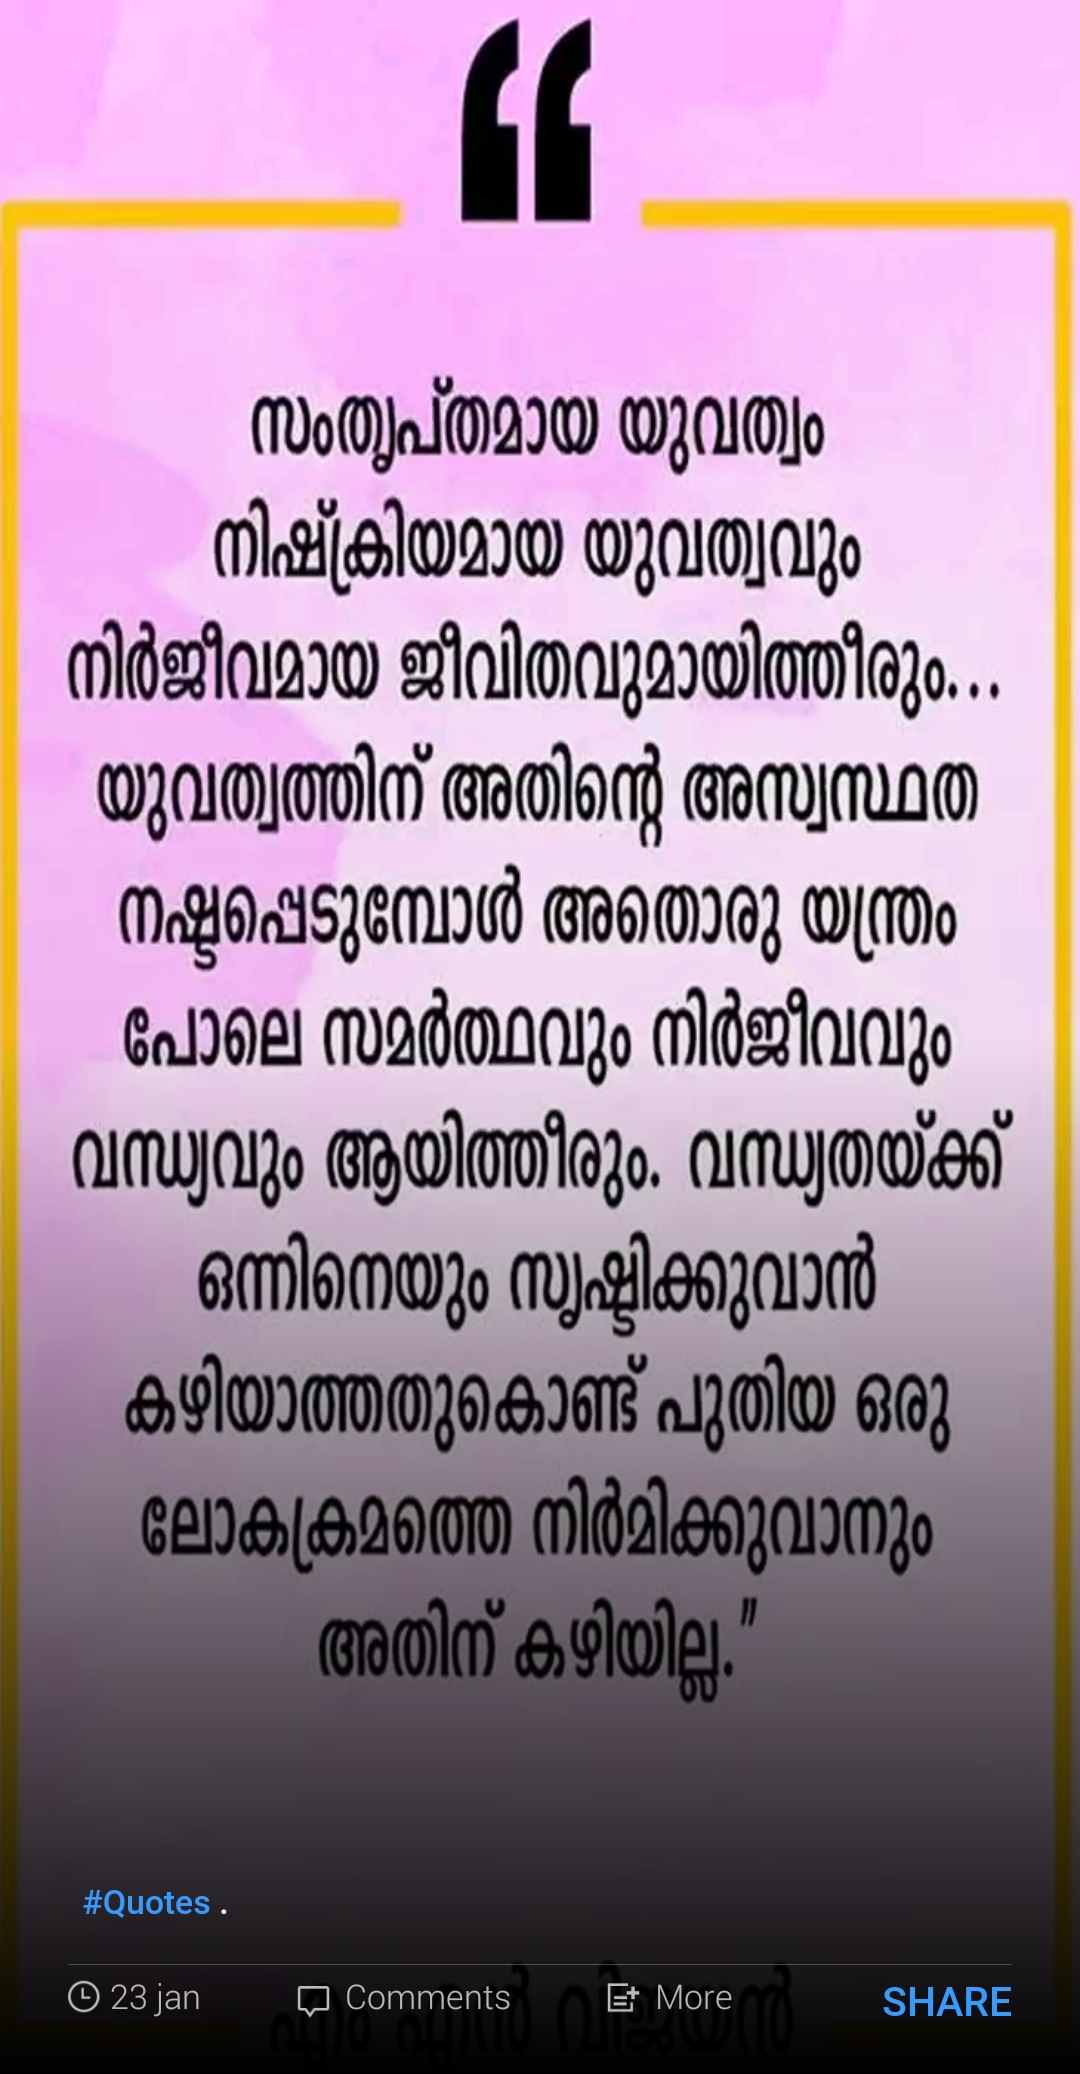 “
സംതൃപ്തമായ യുവത്വം
നിഷ്ക്രിയമായ യുവത്വവും
നിർജീവമായ ജീവിതവുമായിത്തീരും...
യുവത്വത്തിന് അതിന്റെ അസ്വസ്ഥത
നഷ്ടപ്പെടുമ്പോൾ അതൊരു യന്ത്രം
പോലെ സമർത്ഥവും നിർജീവവും
വന്ധ്യവും ആയിത്തീരും. വന്ധ്യതയ്ക്ക്
ഒന്നിനെയും സൃഷ്ടിക്കുവാൻ
കഴിയാത്തതുകൊണ്ട് പുതിയ ഒരു
ലോകക്രമത്തെ നിർമിക്കുവാനും
അതിന് കഴിയില്ല.”
#Quotes .
23 jan Comments More SHARE
എം എൻ വിജയൻ